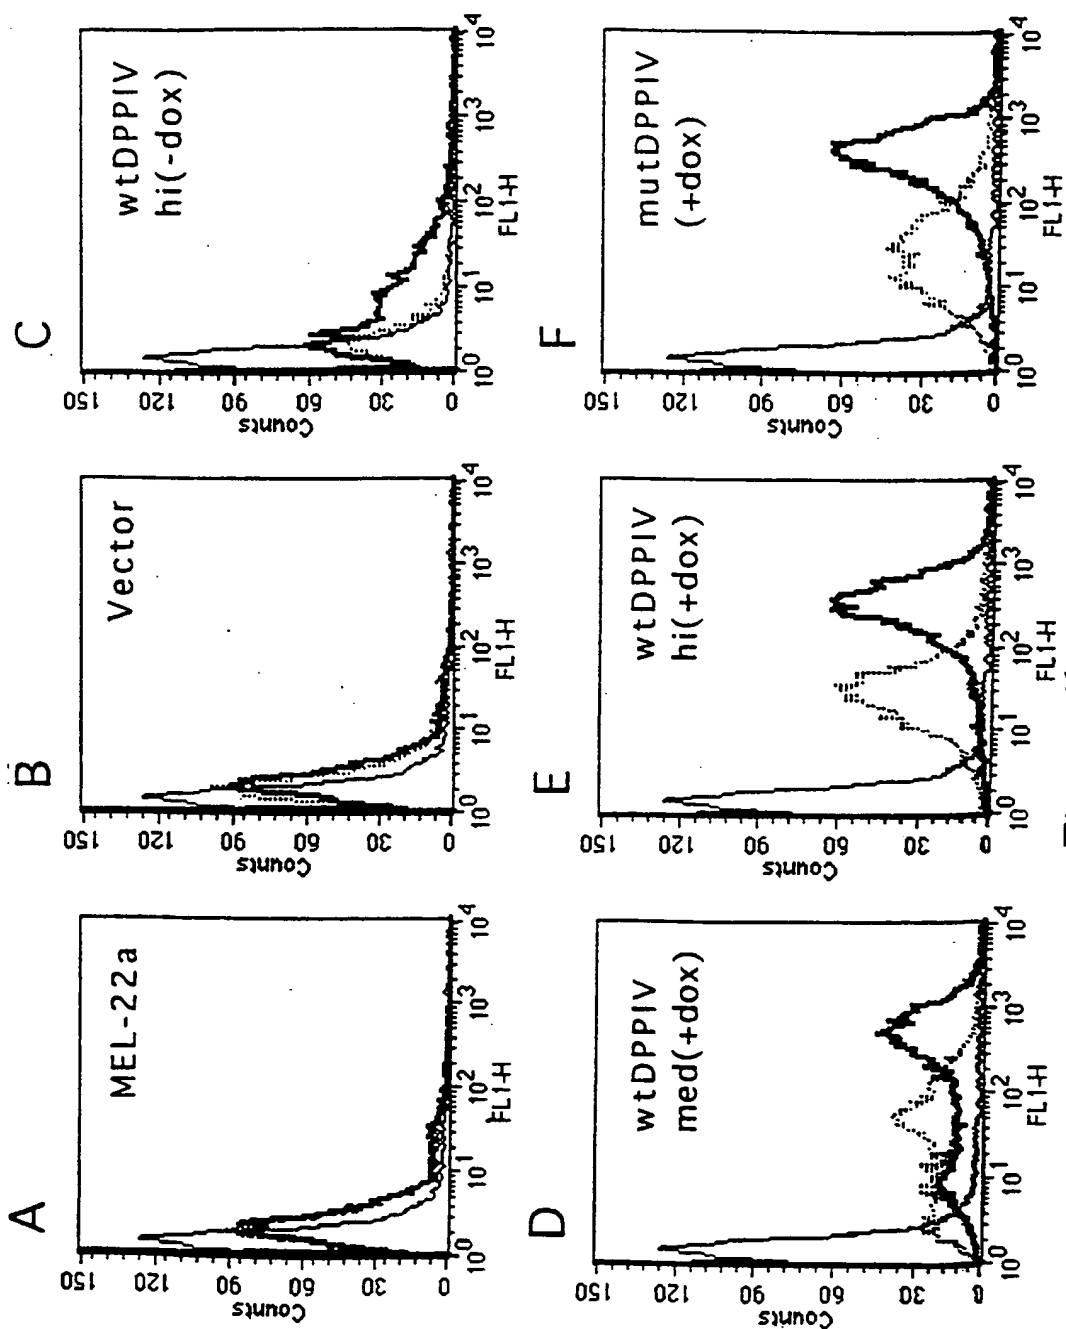 A
MEL-22a
150
120
90
60
30
0
Counts
10^0
10^1
10^2
10^3
10^4
FL1-H
B
Vector
150
120
90
60
30
0
Counts
10^0
10^1
10^2
10^3
10^4
FL1-H
C
wtDPPIV
hi(-dox)
150
120
90
60
30
0
Counts
10^0
10^1
10^2
10^3
10^4
FL1-H
D
wtDPPIV
med(+dox)
150
120
90
60
30
0
Counts
10^0
10^1
10^2
10^3
10^4
FL1-H
E
wtDPPIV
hi(+dox)
150
120
90
60
30
0
Counts
10^0
10^1
10^2
10^3
10^4
FL1-H
F
mutDPPIV
(+dox)
150
120
90
60
30
0
Counts
10^0
10^1
10^2
10^3
10^4
FL1-H